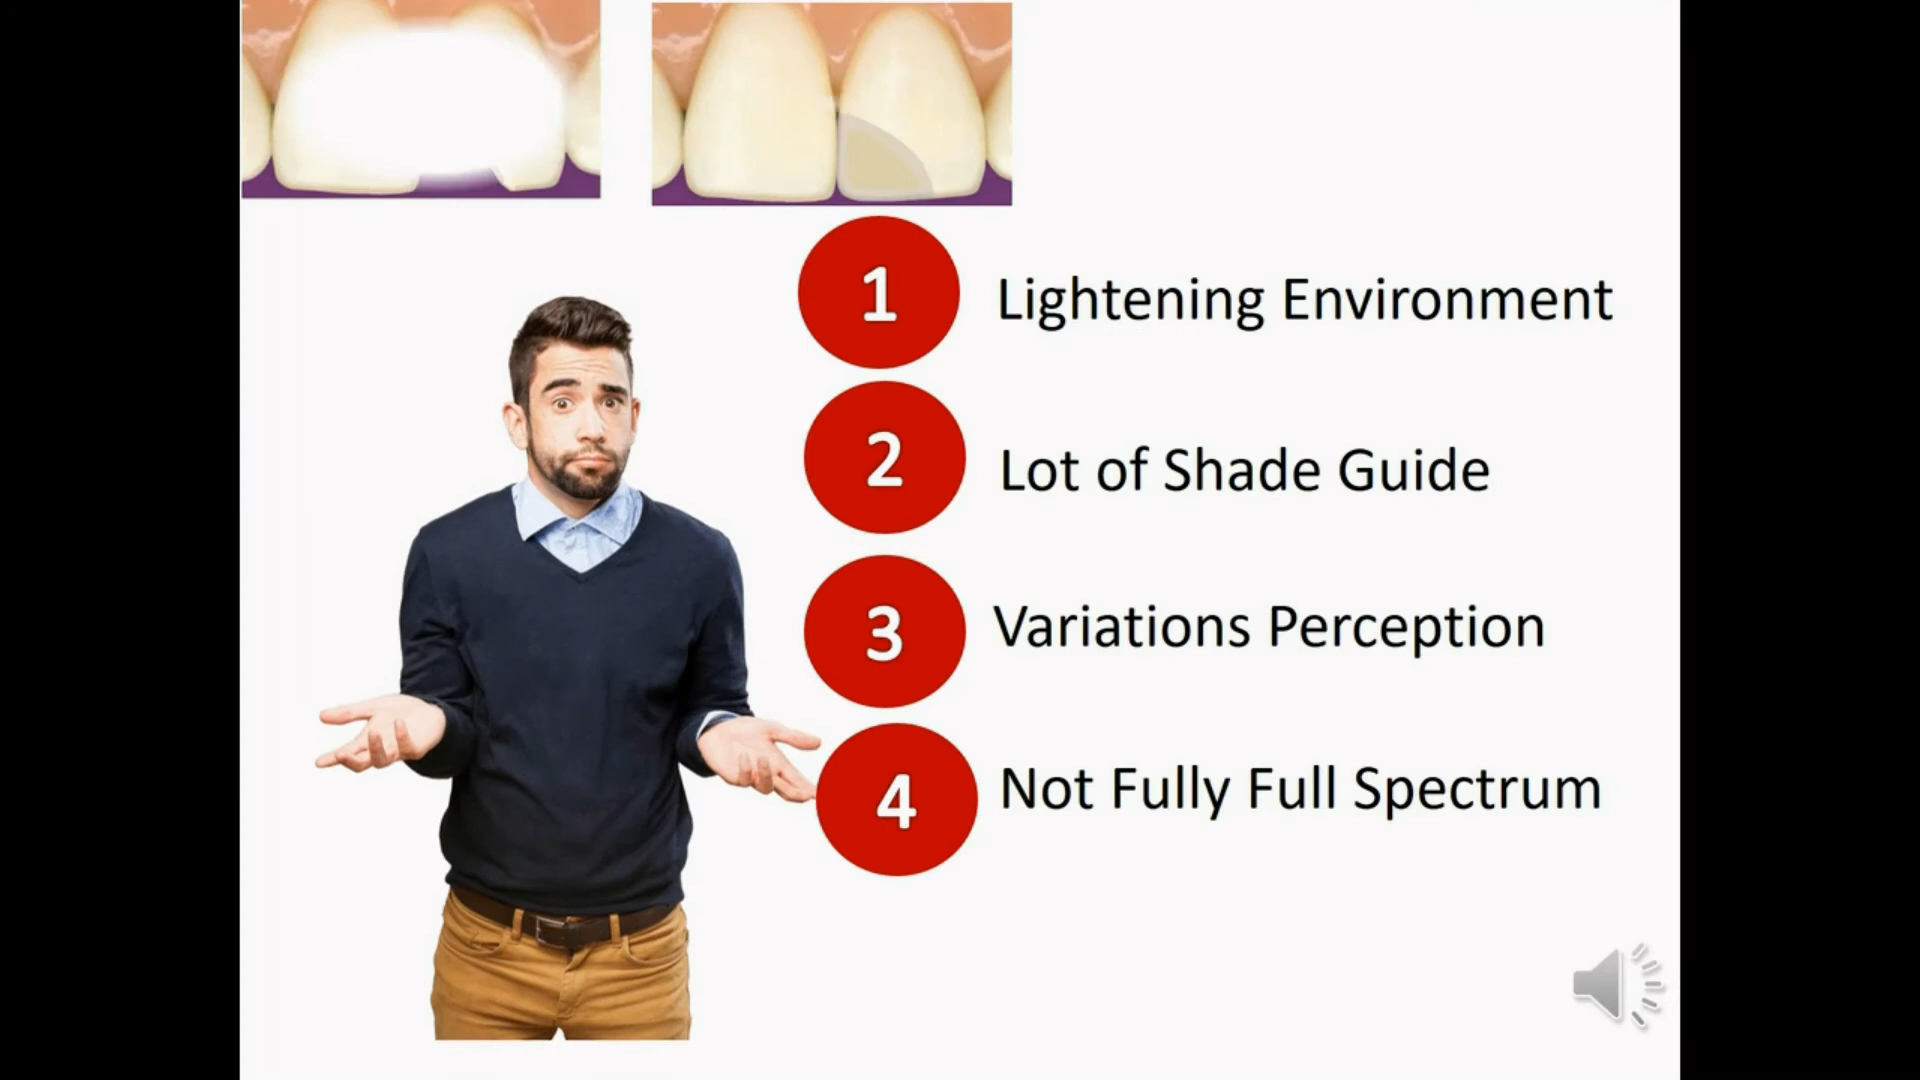 1 Lightening Environment
2 Lot of Shade Guide
3 Variations Perception
4 Not Fully Full Spectrum